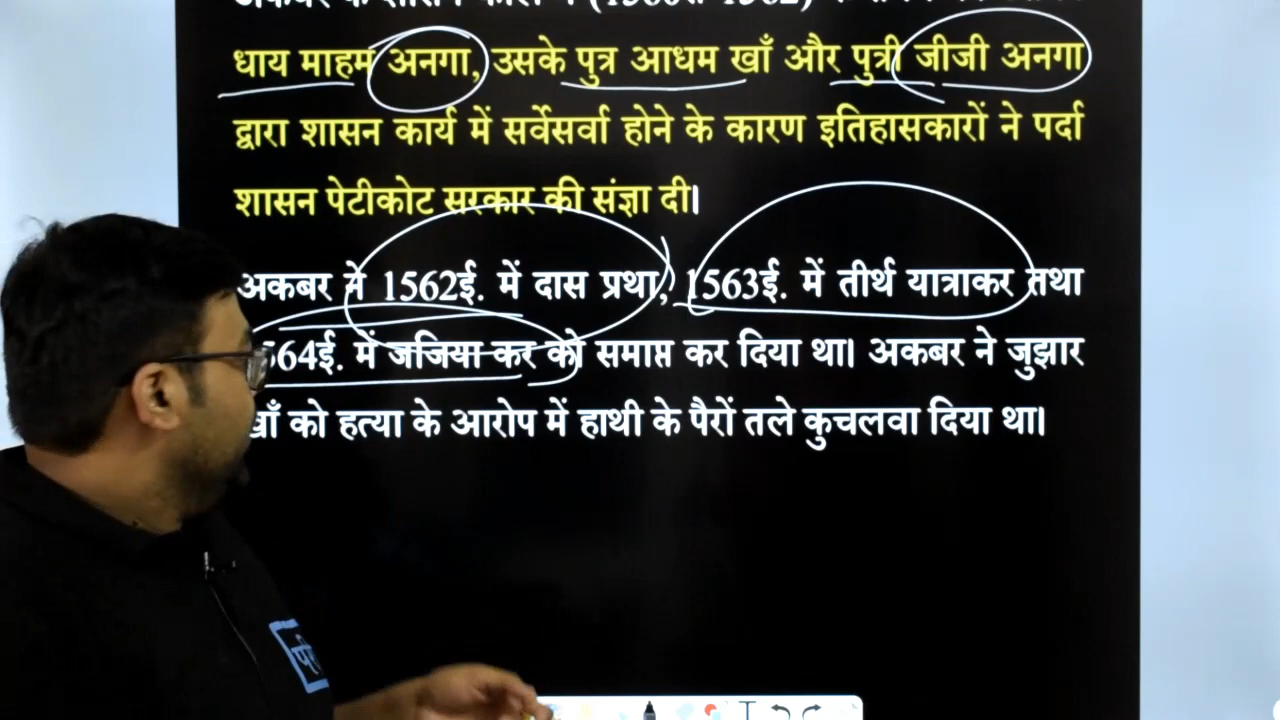 धाय माहम अनगा, उसके पुत्र आधम खाँ और पुत्री जीजी अनगा
द्वारा शासन कार्य में सर्वेसर्वा होने के कारण इतिहासकारों ने पर्दा
शासन पेटीकोट सरकार की संज्ञा दी।
अकबर ने 1562ई. में दास प्रथा, 1563ई. में तीर्थ यात्राकर तथा
564ई. में जजिया कर को समाप्त कर दिया था। अकबर ने जुझार
खाँ को हत्या के आरोप में हाथी के पैरों तले कुचलवा दिया था।